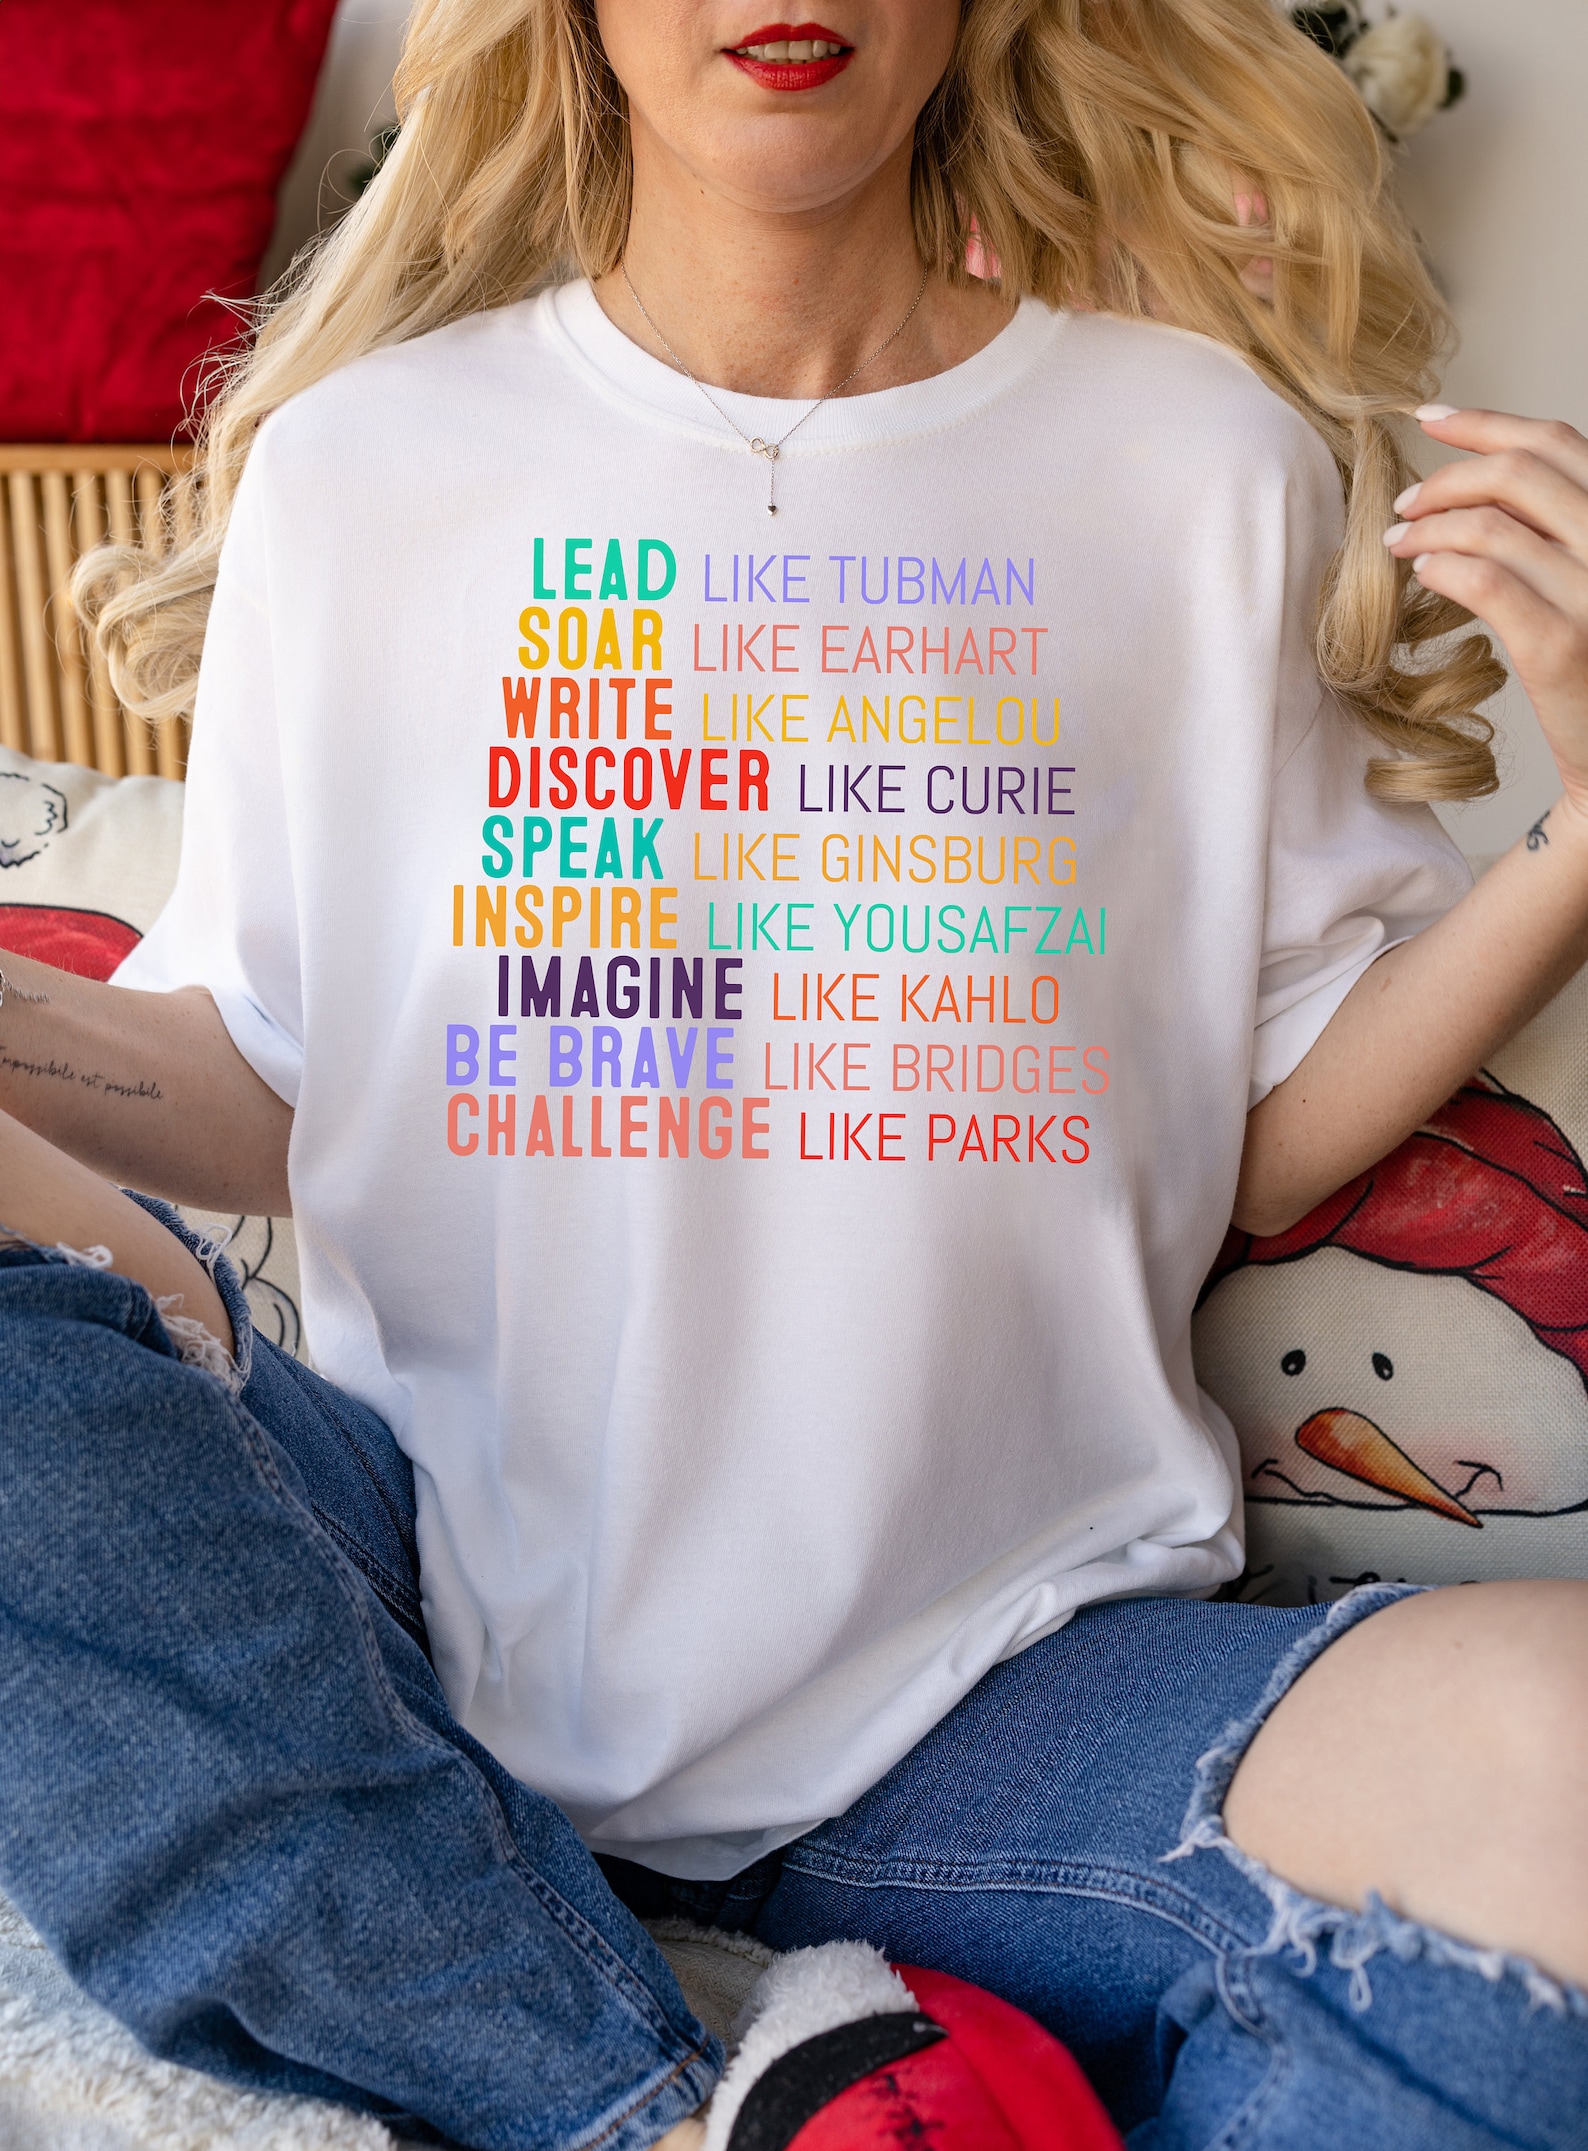 LEAD LIKE TUBMAN
SOAR LIKE EARHART
WRITE LIKE ANGELOU
DISCOVER LIKE CURIE
SPEAK LIKE GINSBURG
INSPIRE LIKE YOUSAFZAI
IMAGINE LIKE KAHLO
BE BRAVE LIKE BRIDGES
CHALLENGE LIKE PARKS
mpossibile est possibile